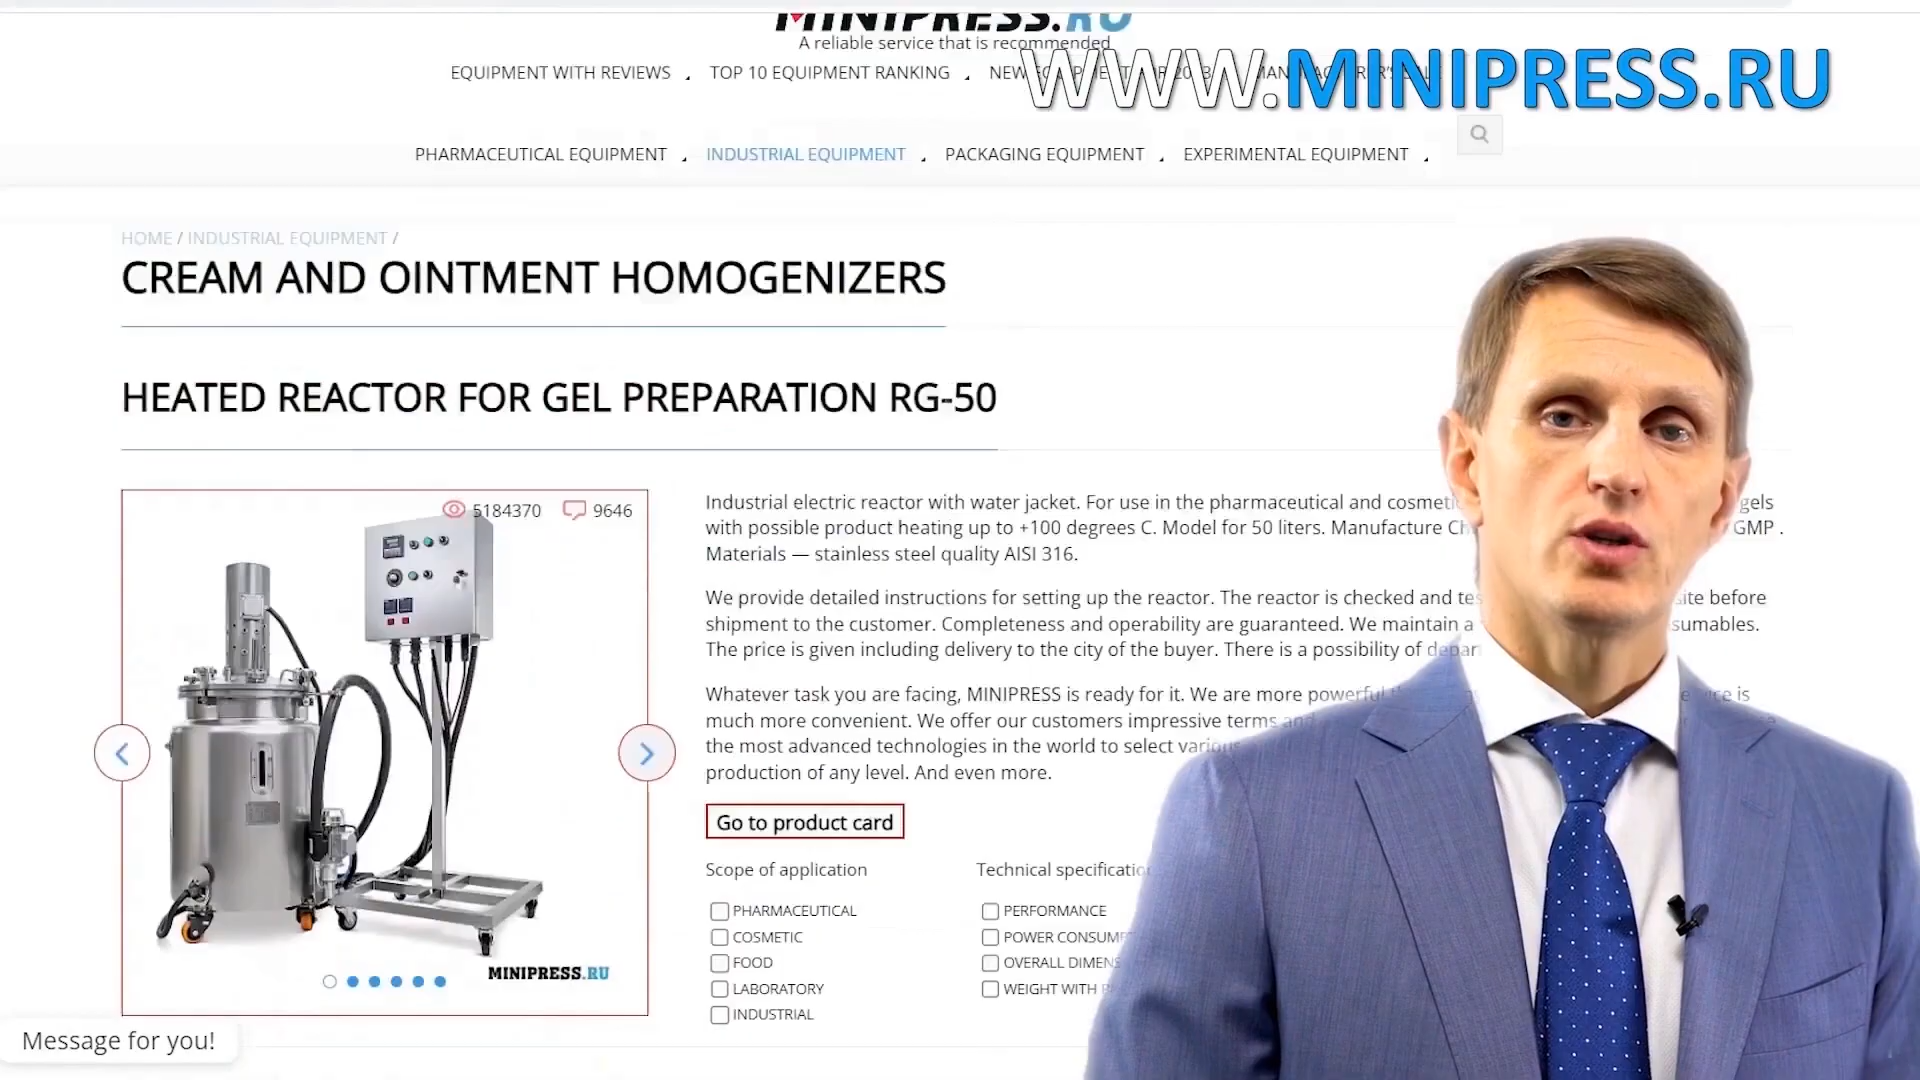 MINIPRESS.RU
A reliable service that is recommended
WWW.MINIPRESS.RU
EQUIPMENT WITH REVIEWS TOP 10 EQUIPMENT RANKING
PHARMACEUTICAL EQUIPMENT INDUSTRIAL EQUIPMENT PACKAGING EQUIPMENT EXPERIMENTAL EQUIPMENT
HOME / INDUSTRIAL EQUIPMENT /
CREAM AND OINTMENT HOMOGENIZERS
HEATED REACTOR FOR GEL PREPARATION RG-50
5184370 9646
Industrial electric reactor with water jacket. For use in the pharmaceutical and gels
with possible product heating up to +100 degrees C. Model for 50 liters. Manufacture GMP .
Materials — stainless steel quality AISI 316.
We provide detailed instructions for setting up the reactor. The reactor is checked and site before
shipment to the customer. Completeness and operability are guaranteed. We maintain a
The price is given including delivery to the city of the buyer. There is a possibility of
Whatever task you are facing, MINIPRESS is ready for it. We are more powerful is
much more convenient. We offer our customers impressive terms and
the most advanced technologies in the world to select
production of any level. And even more.
Go to product card
Scope of application Technical
PHARMACEUTICAL PERFORMANCE
COSMETIC POWER
FOOD OVERALL
LABORATORY WEIGHT WITH
INDUSTRIAL
MINIPRESS.RU
Message for you!